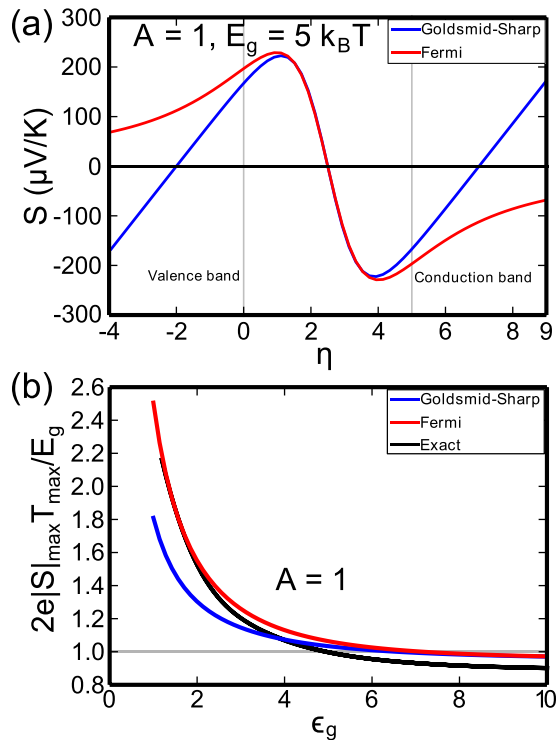 (a)
A = 1, E_g = 5 k_BT
Goldsmid-Sharp
Fermi
300
200
100
0
-100
-200
-300
S (µV/K)
Valence band
Conduction band
-4
-2
0
2
4
6
8
9
η
(b)
2.6
2.4
2.2
2.0
1.8
1.6
1.4
1.2
1.0
0.8
2e|S|_max T_max/E_g
Goldsmid-Sharp
Fermi
Exact
A = 1
0
2
4
6
8
10
ϵ_g